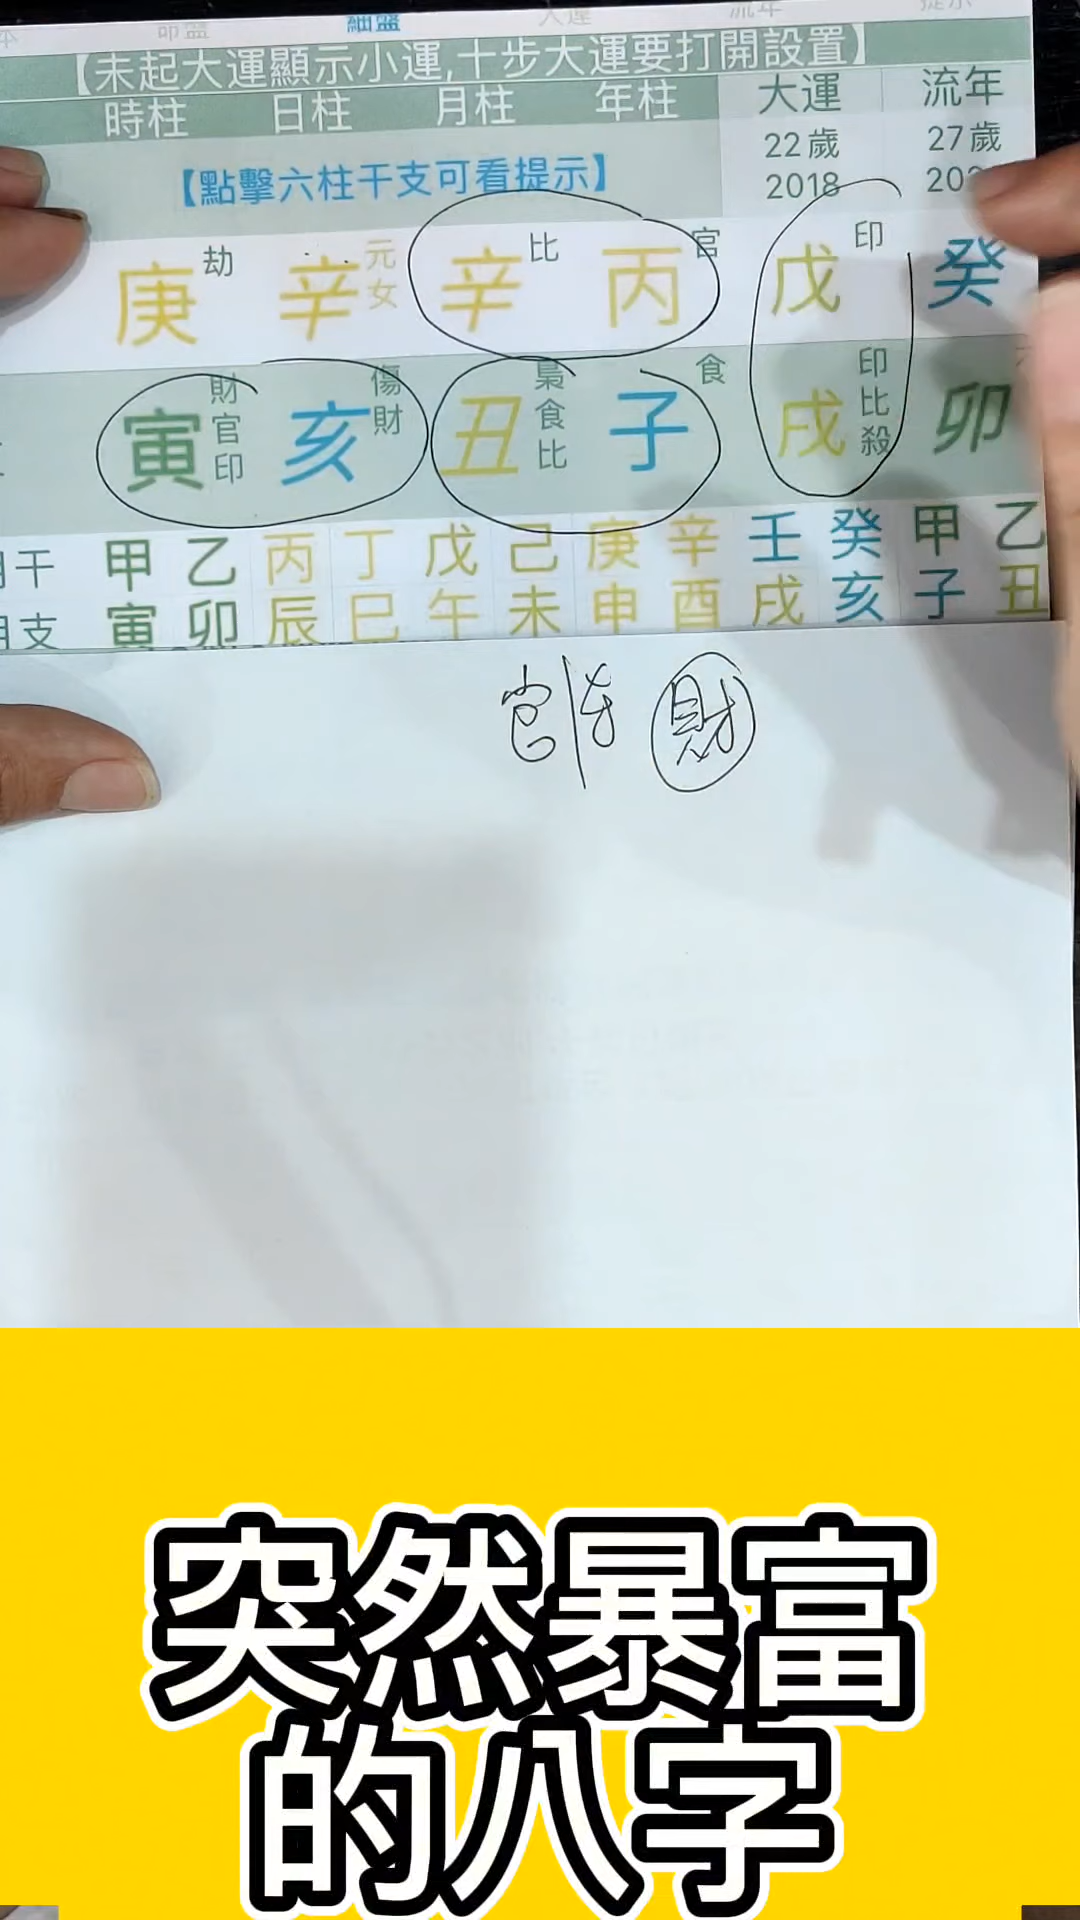 細盤
【未起大運顯示小運,十步大運要打開設置】
時柱 日柱 月柱 年柱 大運 流年
22歲 27歲
【點擊六柱干支可看提示】 2018
庚 劫 辛 元女 辛 比 丙 官 戊 印 癸
寅 財官印 亥 傷財 丑 梟食比 子 食 戌 印比殺 卯
干 甲 乙 丙 丁 戊 己 庚 辛 壬 癸 甲 乙
支 寅 卯 辰 巳 午 未 申 酉 戌 亥 子 丑
財
突然暴富
的八字